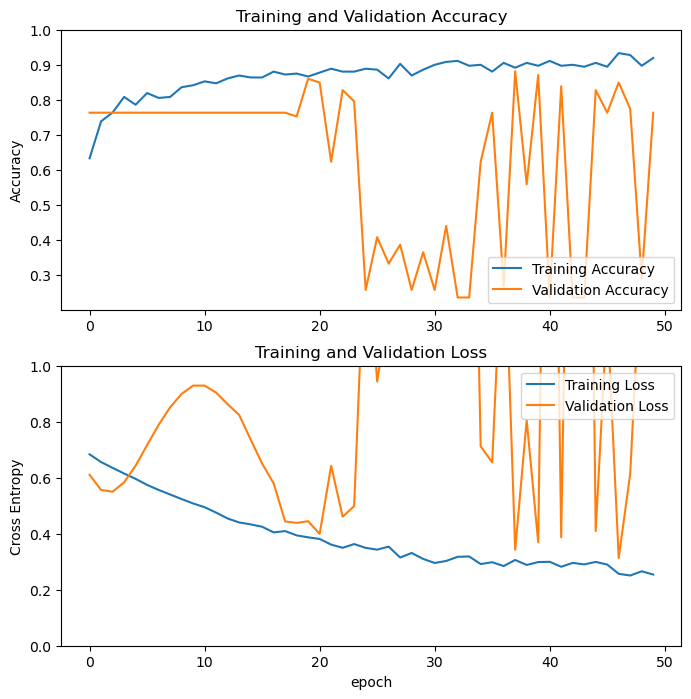 Training and Validation Accuracy
1.0
0.9
0.8
0.7
0.6
0.5
0.4
0.3
Accuracy
Training Accuracy
Validation Accuracy
0 10 20 30 40 50
Training and Validation Loss
1.0
0.8
0.6
0.4
0.2
0.0
Cross Entropy
Training Loss
Validation Loss
0 10 20 30 40 50
epoch